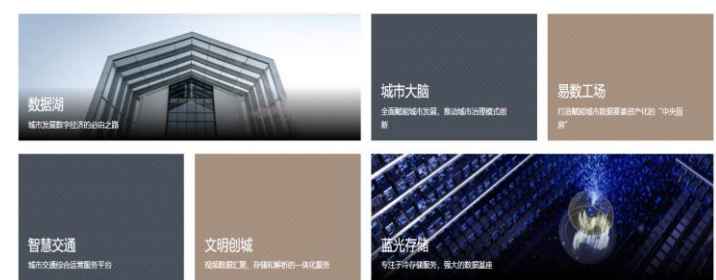 数据湖
城市发展数字经济的必由之路
城市大脑
全面赋能城市发展，推动城市治理模式创
新
易数工场
打造赋能城市数据要素资产化的“中央厨
房”
智慧交通
城市交通综合运营服务平台
文明创城
视频数据汇聚、存储和解析的一体化服务
蓝光存储
专注于冷存储服务，强大的数据基座